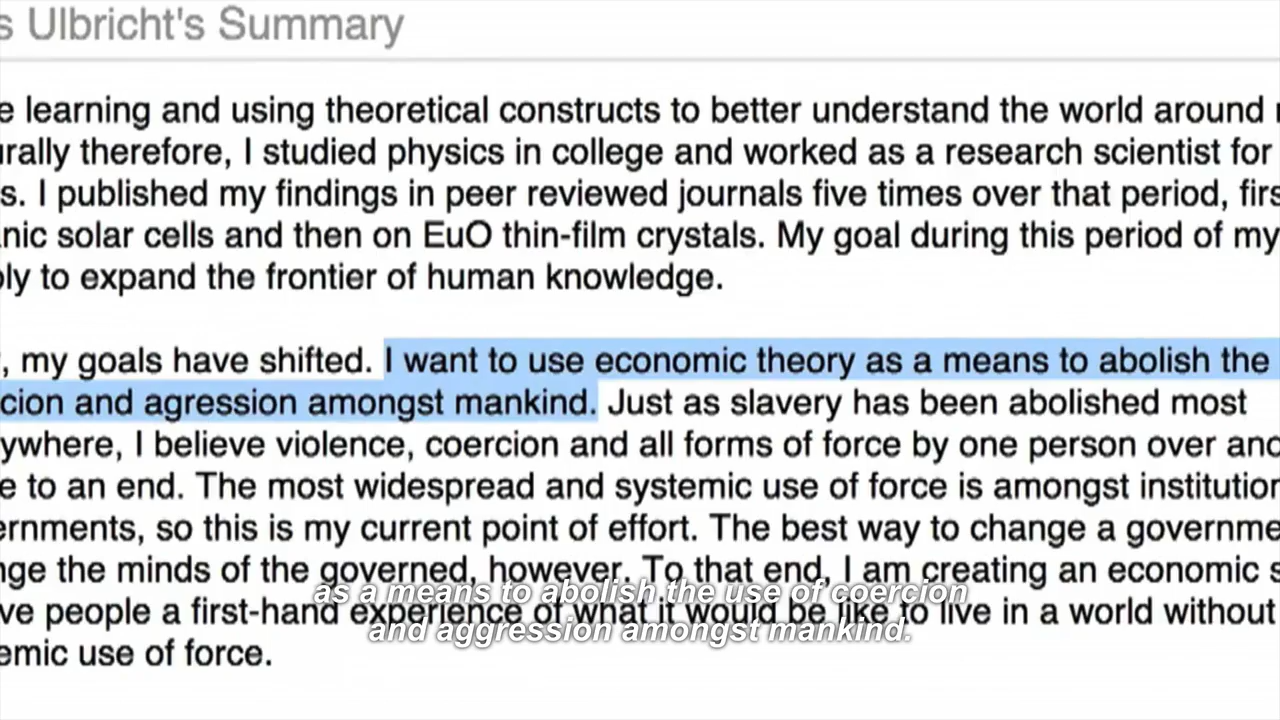 s Ulbricht's Summary
e learning and using theoretical constructs to better understand the world around
rally therefore, I studied physics in college and worked as a research scientist for
s. I published my findings in peer reviewed journals five times over that period, firs
nic solar cells and then on EuO thin-film crystals. My goal during this period of my
ly to expand the frontier of human knowledge.
, my goals have shifted. I want to use economic theory as a means to abolish the
cion and agression amongst mankind. Just as slavery has been abolished most
ywhere, I believe violence, coercion and all forms of force by one person over ano
e to an end. The most widespread and systemic use of force is amongst institution
ernments, so this is my current point of effort. The best way to change a governme
nge the minds of the governed, however. To that end, I am creating an economic s
ve people a first-hand experience of what it would be like to live in a world without
emic use of force.
as a means to abolish the use of coercion
and aggression amongst mankind.